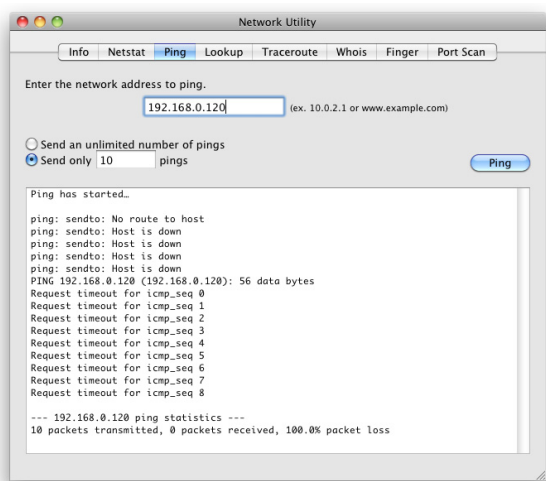 Network Utility
Info Netstat Ping Lookup Traceroute Whois Finger Port Scan
Enter the network address to ping.
192.168.0.120 (ex. 10.0.2.1 or www.example.com)
Send an unlimited number of pings
Send only 10 pings
Ping
Ping has started…
ping: sendto: No route to host
ping: sendto: Host is down
ping: sendto: Host is down
ping: sendto: Host is down
ping: sendto: Host is down
PING 192.168.0.120 (192.168.0.120): 56 data bytes
Request timeout for icmp_seq 0
Request timeout for icmp_seq 1
Request timeout for icmp_seq 2
Request timeout for icmp_seq 3
Request timeout for icmp_seq 4
Request timeout for icmp_seq 5
Request timeout for icmp_seq 6
Request timeout for icmp_seq 7
Request timeout for icmp_seq 8
--- 192.168.0.120 ping statistics ---
10 packets transmitted, 0 packets received, 100.0% packet loss